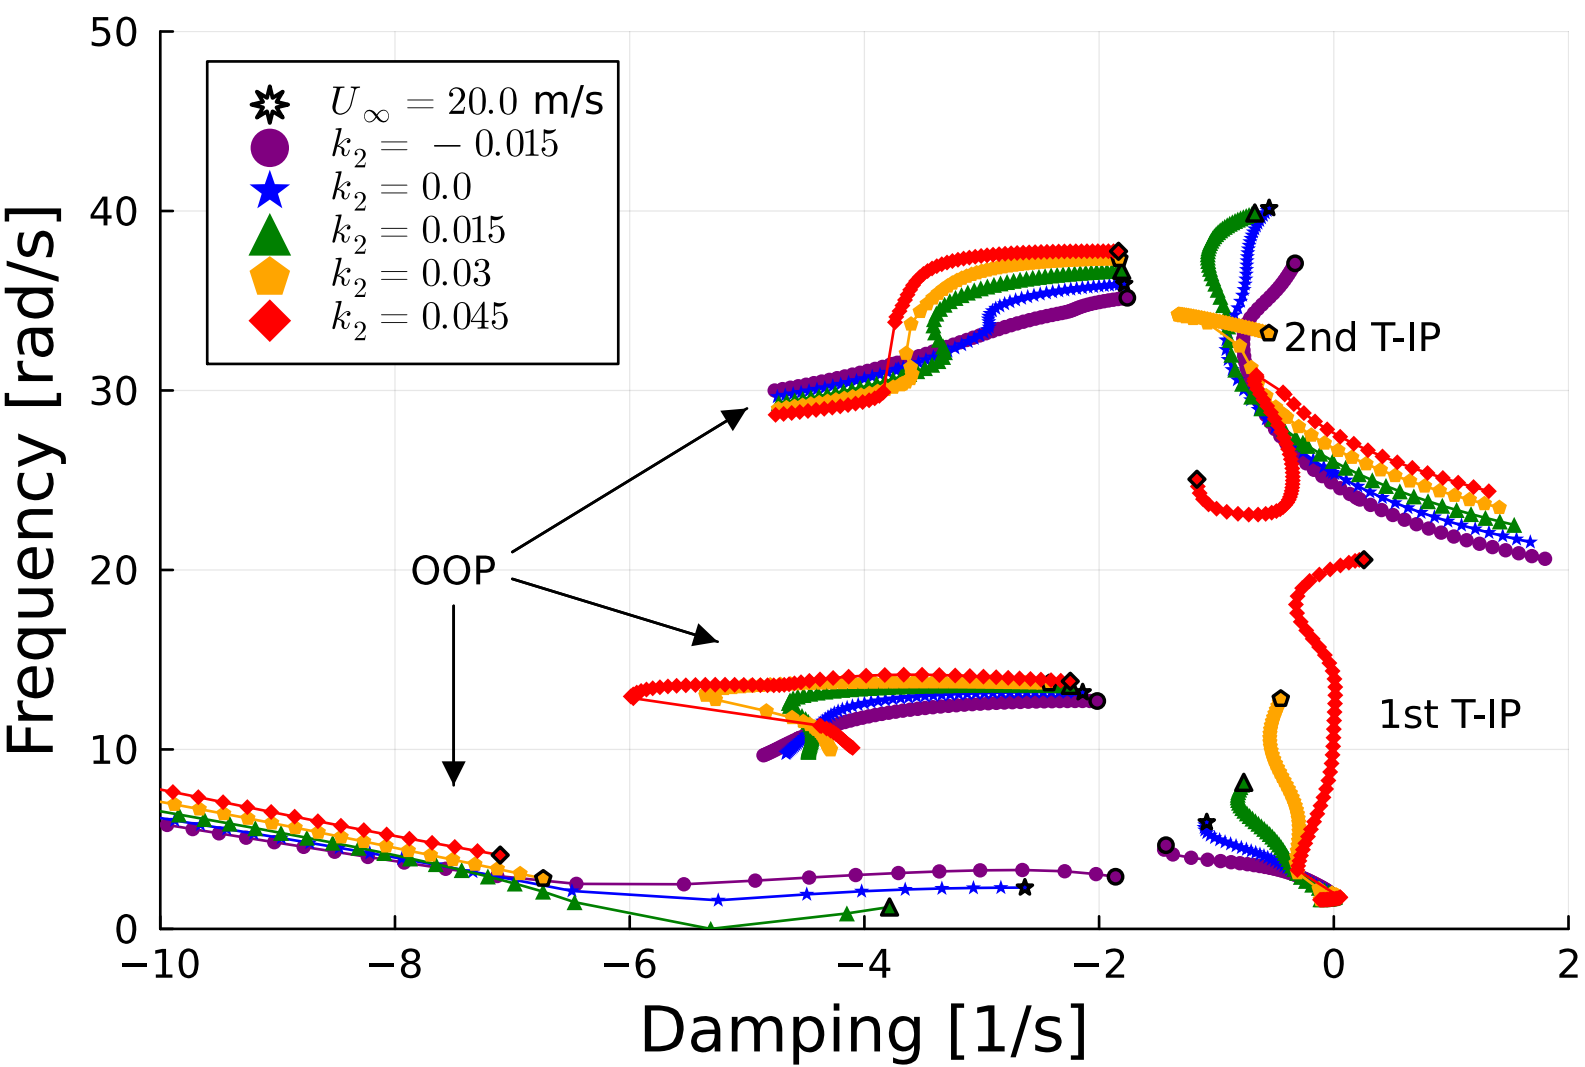 Frequency [rad/s]
50
40
30
20
10
0
U∞ = 20.0 m/s
k₂ = − 0.015
k₂ = 0.0
k₂ = 0.015
k₂ = 0.03
k₂ = 0.045
2nd T-IP
OOP
1st T-IP
−10 −8 −6 −4 −2 0 2
Damping [1/s]